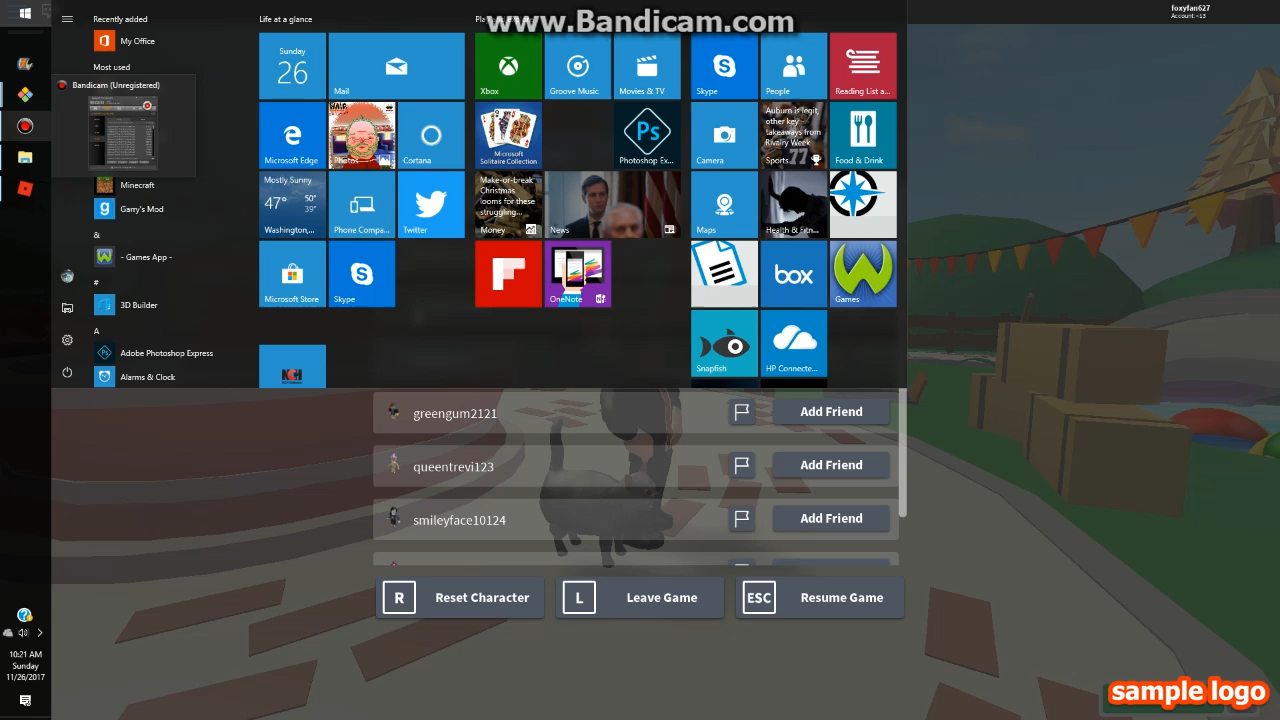 www.Bandicam.com
foxyfan627
Account: <13
Recently added
My Office
Most used
Bandicam (Unregistered)
Minecraft
Garry's Mod
&
- Games App -
#
3D Builder
A
Adobe Photoshop Express
Alarms & Clock
Life at a glance
Sunday
26
Mail
Microsoft Edge
Photos
Cortana
Mostly Sunny
47°
50°
39°
Washington,...
Phone Compa...
Twitter
Microsoft Store
Skype
Xbox
Groove Music
Movies & TV
Microsoft
Solitaire Collection
Ps
Photoshop Ex...
Make-or-break
Christmas
looms for these
struggling...
Money
News
OneNote
Skype
People
Reading List a...
Camera
Auburn is legit,
other key
takeaways from
Rivalry Week
Sports
77
Food & Drink
Maps
Health & Fitn...
box
Games
Snapfish
HP Connecte...
greengum2121
Add Friend
queentrevi123
Add Friend
smileyface10124
Add Friend
R
Reset Character
L
Leave Game
ESC
Resume Game
10:21 AM
Sunday
11/26/2017
sample logo